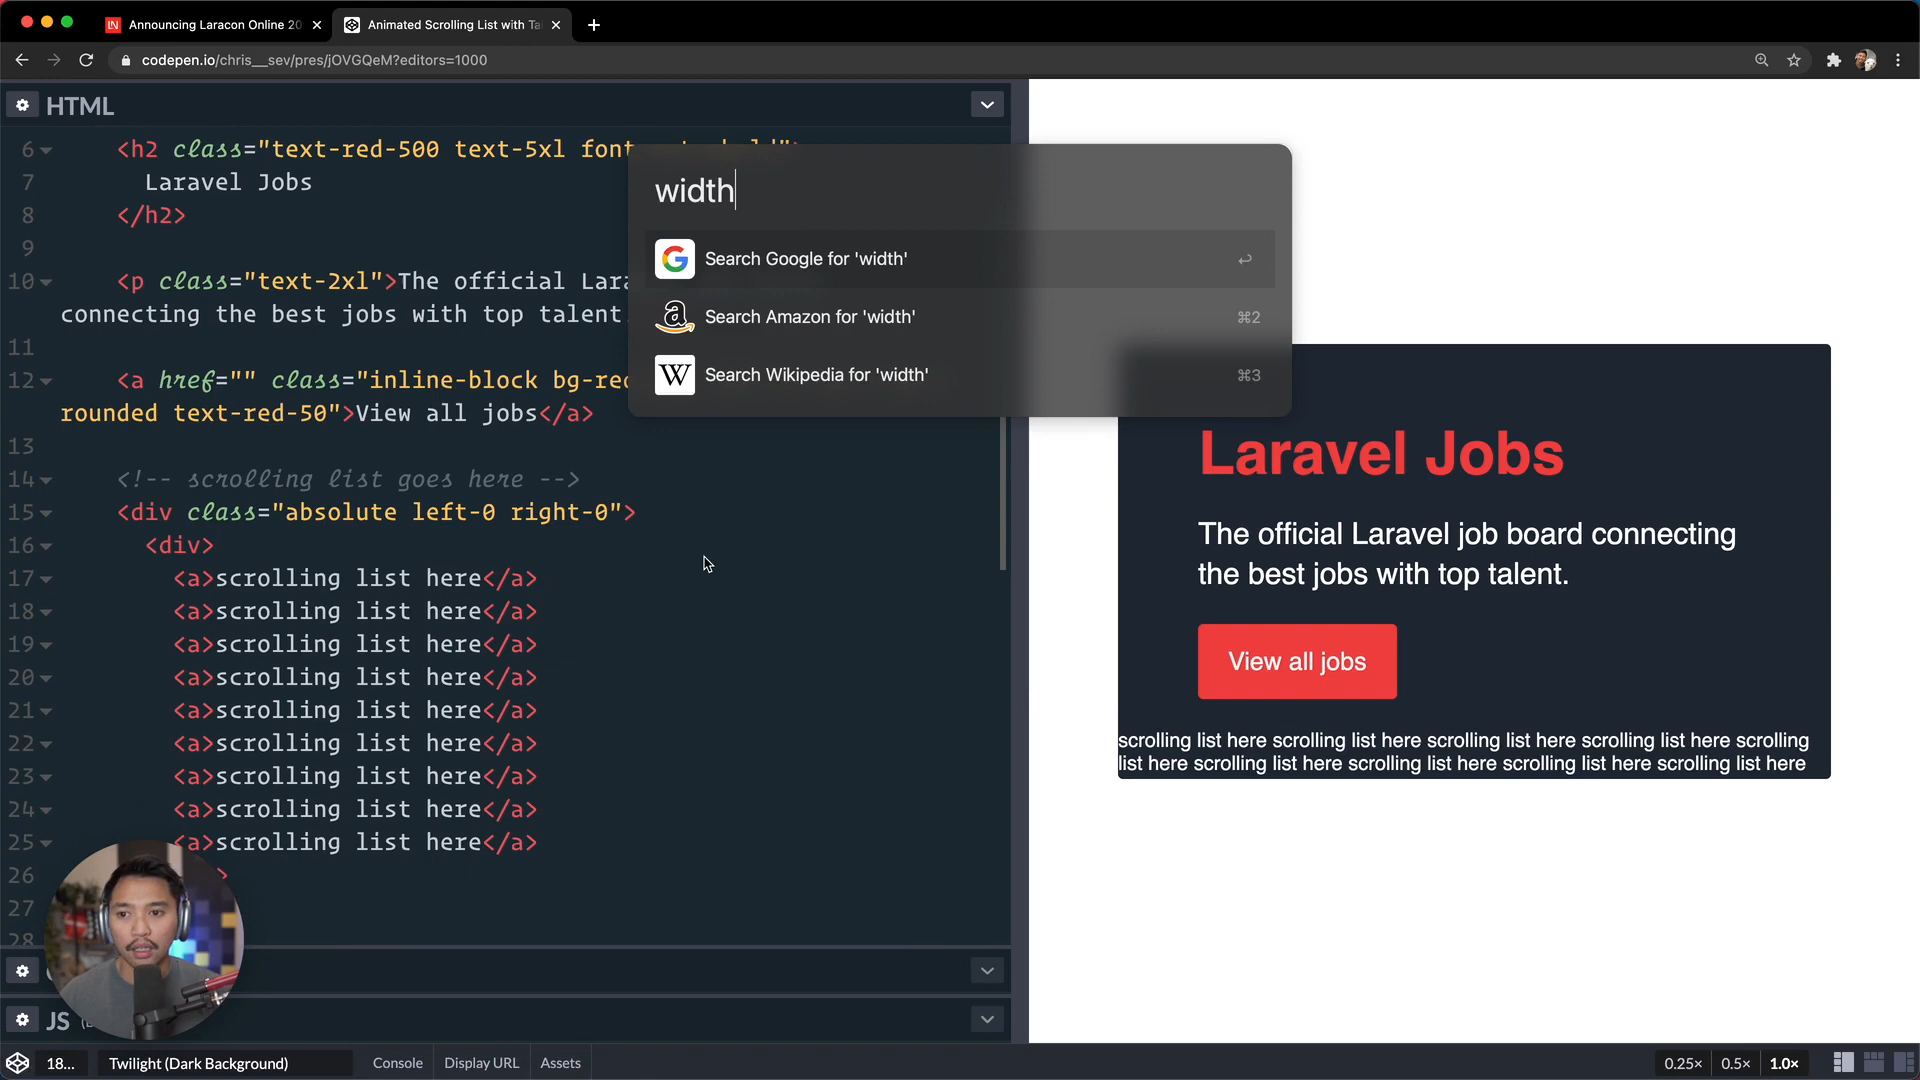 Announcing Laracon Online 20
Animated Scrolling List with Ta
codepen.io/chris__sev/pres/jOVGQeM?editors=1000
HTML
6 <h2 class="text-red-500 text-5xl font
7 Laravel Jobs
8 </h2>
9
10 <p class="text-2xl">The official Lara
connecting the best jobs with top talent.
11
12 <a href="" class="inline-block bg-red
rounded text-red-50">View all jobs</a>
13
14 <!-- scrolling list goes here -->
15 <div class="absolute left-0 right-0">
16 <div>
17 <a>scrolling list here</a>
18 <a>scrolling list here</a>
19 <a>scrolling list here</a>
20 <a>scrolling list here</a>
21 <a>scrolling list here</a>
22 <a>scrolling list here</a>
23 <a>scrolling list here</a>
24 <a>scrolling list here</a>
25 <a>scrolling list here</a>
26 >
27
28
JS
18...
Twilight (Dark Background)
Console
Display URL
Assets
0.25×
0.5×
1.0×
width
Search Google for 'width'
Search Amazon for 'width' ⌘2
Search Wikipedia for 'width' ⌘3
Laravel Jobs
The official Laravel job board connecting
the best jobs with top talent.
View all jobs
scrolling list here scrolling list here scrolling list here scrolling list here scrolling
list here scrolling list here scrolling list here scrolling list here scrolling list here